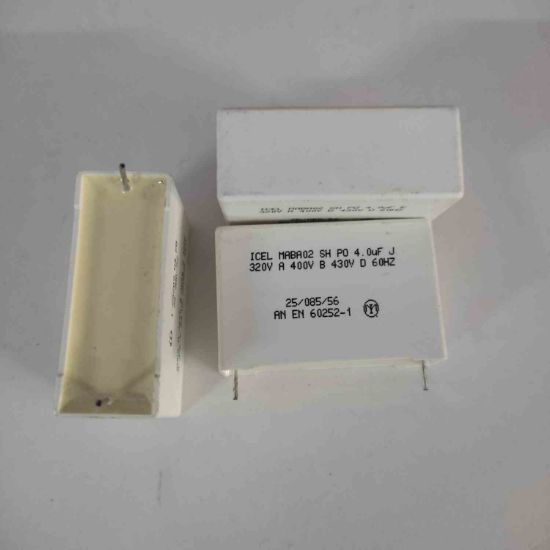 ICEL MABA02 SH PO 4.0uF J
320V A 400V B 430V D 60HZ
25/085/56
AN EN 60252-1